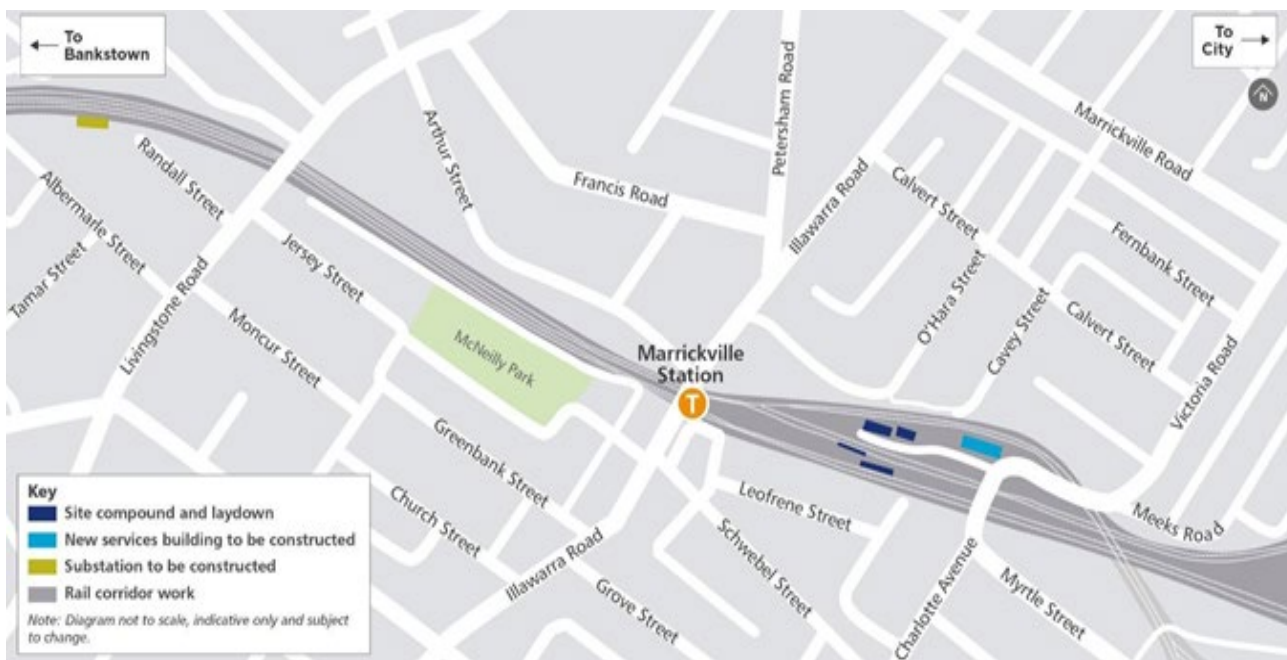 To
Bankstown
To
City
N
Marrickville Road
Petersham Road
Arthur Street
Francis Road
Illawarra Road
Calvert Street
Fernbank Street
Randall Street
Albermarle Street
Tamar Street
Livingstone Road
Jersey Street
Moncur Street
McNeilly Park
O'Hara Street
Cavey Street
Calvert Street
Victoria Road
Marrickville
Station
T
Greenbank Street
Church Street
Illawarra Road
Grove Street
Leofrene Street
Schwebel Street
Charlotte Avenue
Myrtle Street
Meeks Road
Key
Site compound and laydown
New services building to be constructed
Substation to be constructed
Rail corridor work
Note: Diagram not to scale, indicative only and subject
to change.